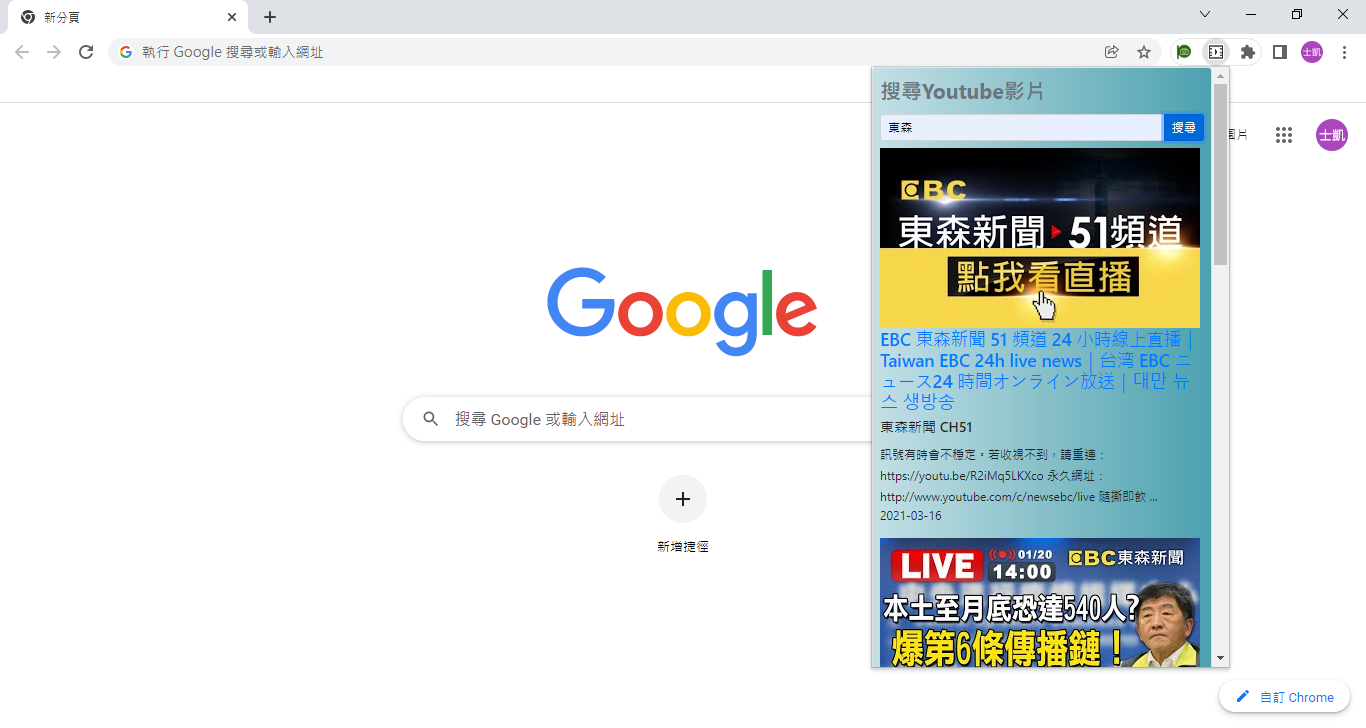 新分頁
執行 Google 搜尋或輸入網址
士凱
搜尋Youtube影片
東森
搜尋
圖片
士凱
EBC
東森新聞 51頻道
點我看直播
Google
EBC 東森新聞 51 頻道 24 小時線上直播｜
Taiwan EBC 24h live news｜台湾 EBC ニ
ュース24 時間オンライン放送｜대만 뉴
스 생방송
搜尋 Google 或輸入網址
東森新聞 CH51
訊號有時會不穩定。若收視不到，請重連：
https://youtu.be/R2iMq5LKXco 永久網址：
http://www.youtube.com/c/newsebc/live 隨撕即飲 ...
2021-03-16
新增捷徑
LIVE 01/20 14:00 EBC東森新聞
本土至月底恐達540人?
爆第6條傳播鏈！
自訂 Chrome